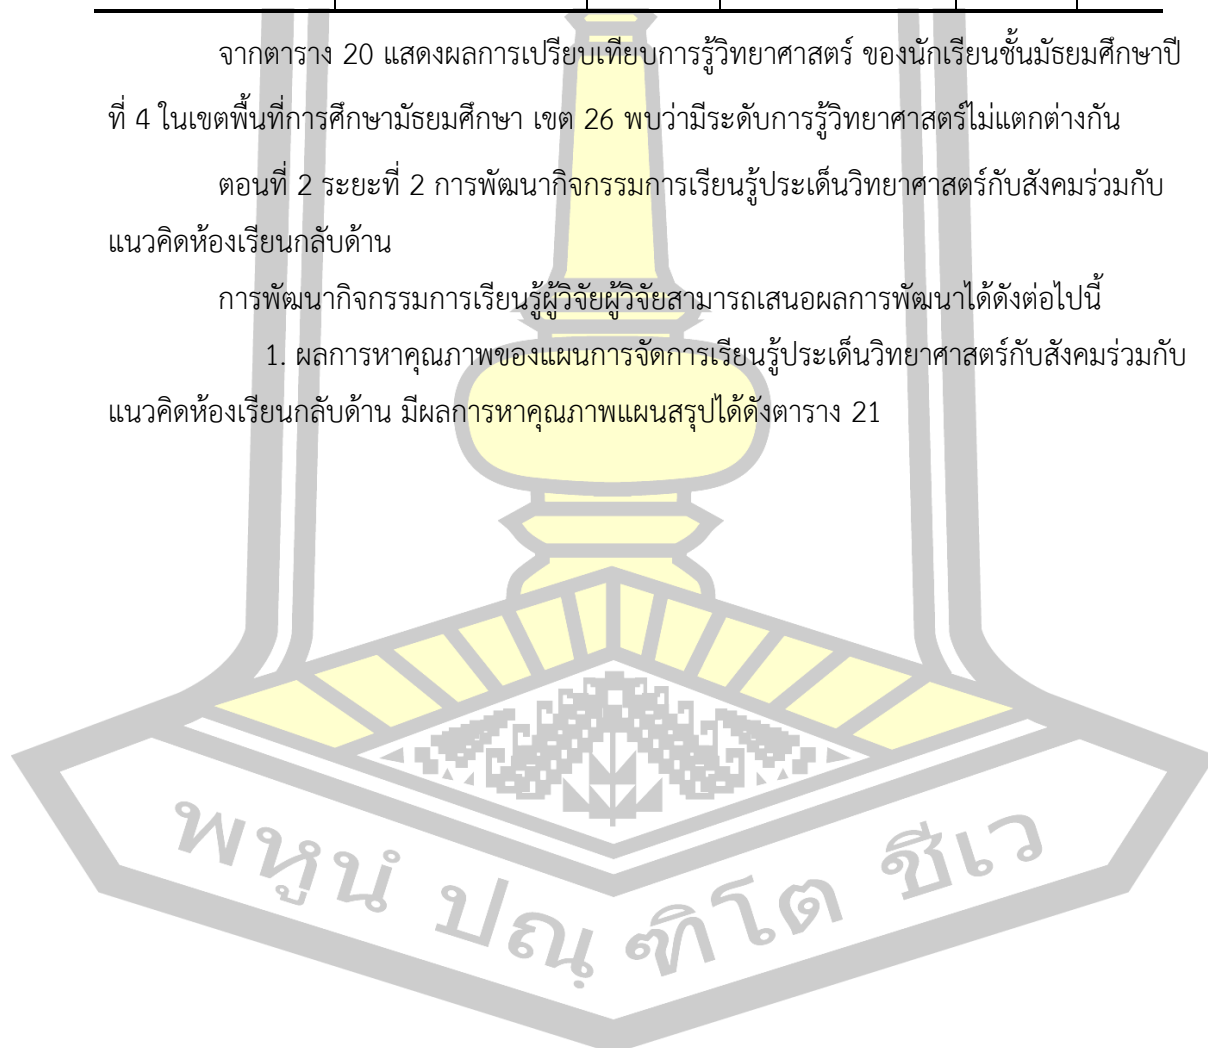 จากตาราง 20 แสดงผลการเปรียบเทียบการรู้วิทยาศาสตร์ ของนักเรียนชั้นมัธยมศึกษาปี
ที่ 4 ในเขตพื้นที่การศึกษามัธยมศึกษา เขต 26 พบว่ามีระดับการรู้วิทยาศาสตร์ไม่แตกต่างกัน
ตอนที่ 2 ระยะที่ 2 การพัฒนากิจกรรมการเรียนรู้ประเด็นวิทยาศาสตร์กับสังคมร่วมกับ
แนวคิดห้องเรียนกลับด้าน
การพัฒนากิจกรรมการเรียนรู้ผู้วิจัยผู้วิจัยสามารถเสนอผลการพัฒนาได้ดังต่อไปนี้
1. ผลการหาคุณภาพของแผนการจัดการเรียนรู้ประเด็นวิทยาศาสตร์กับสังคมร่วมกับ
แนวคิดห้องเรียนกลับด้าน มีผลการหาคุณภาพแผนสรุปได้ดังตาราง 21
พหูนํ ปณฺฑิโต ชีเว